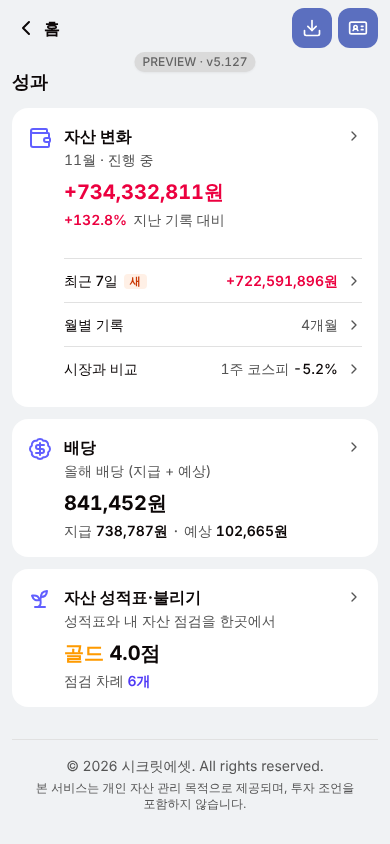 홈
PREVIEW · v5.127
성과
자산 변화
11월 · 진행 중
+734,332,811원
+132.8% 지난 기록 대비
최근 7일 새 +722,591,896원
월별 기록 4개월
시장과 비교 1주 코스피 -5.2%
배당
올해 배당 (지급 + 예상)
841,452원
지급 738,787원 · 예상 102,665원
자산 성적표·불리기
성적표와 내 자산 점검을 한곳에서
골드 4.0점
점검 차례 6개
© 2026 시크릿에셋. All rights reserved.
본 서비스는 개인 자산 관리 목적으로 제공되며, 투자 조언을
포함하지 않습니다.